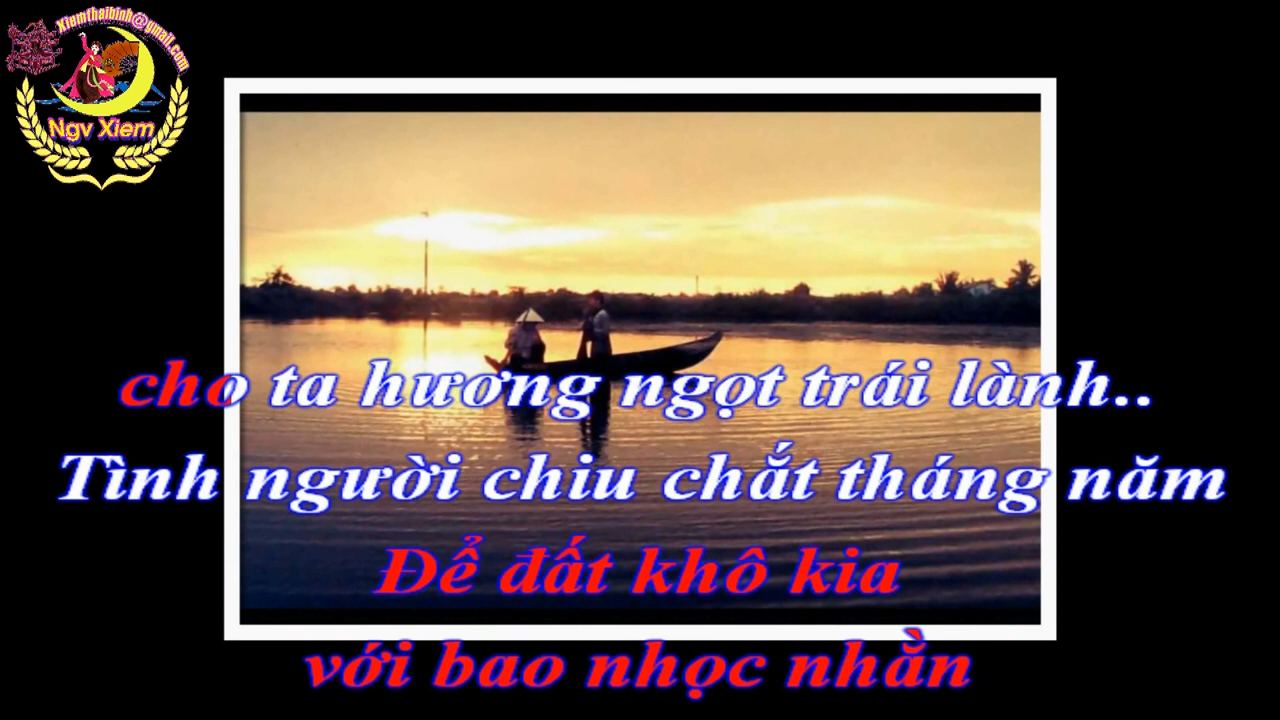 Xiemthaibinh@gmail.com
Ngv Xiem
cho ta hương ngọt trái lành..
Tình người chiu chắt tháng năm
Để đất khô kia
với bao nhọc nhằn